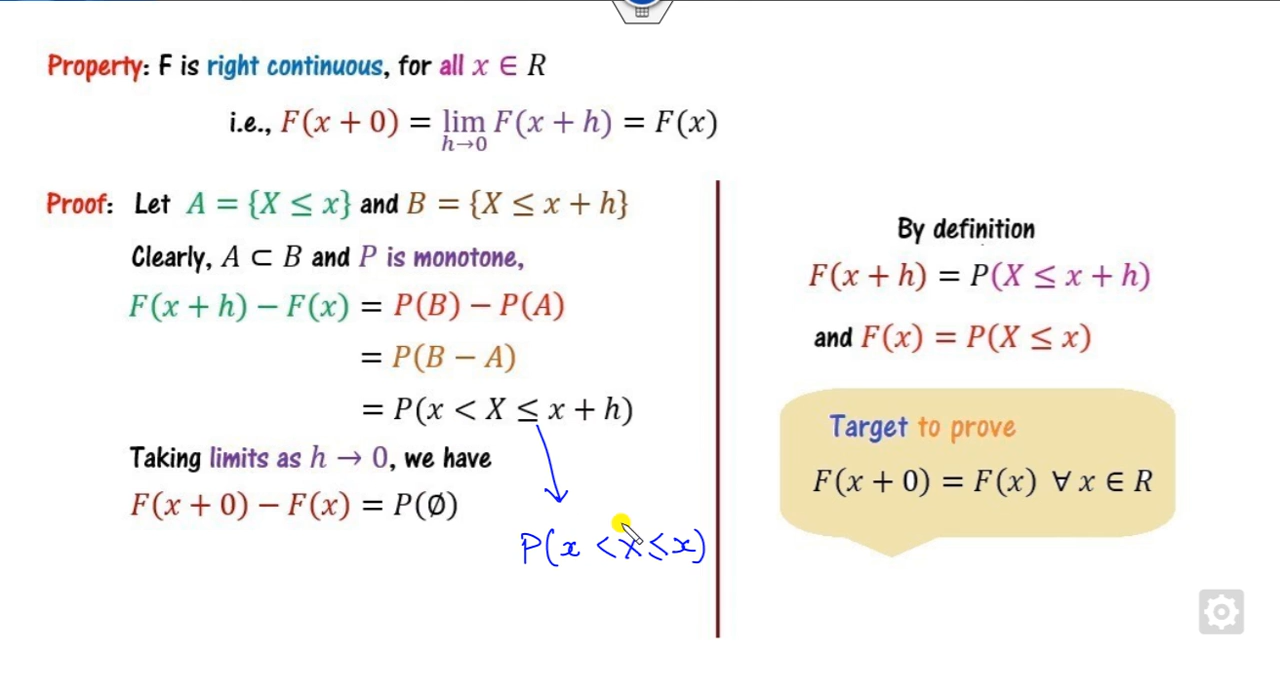 Property: F is right continuous, for all x ∈ R
i.e., F(x + 0) = lim h→0 F(x + h) = F(x)
Proof: Let A = {X ≤ x} and B = {X ≤ x + h}
Clearly, A ⊂ B and P is monotone,
F(x + h) − F(x) = P(B) − P(A)
= P(B − A)
= P(x < X ≤ x + h)
Taking limits as h → 0, we have
F(x + 0) − F(x) = P(Ø)
P(x < X ≤ x)
By definition
F(x + h) = P(X ≤ x + h)
and F(x) = P(X ≤ x)
Target to prove
F(x + 0) = F(x) ∀ x ∈ R